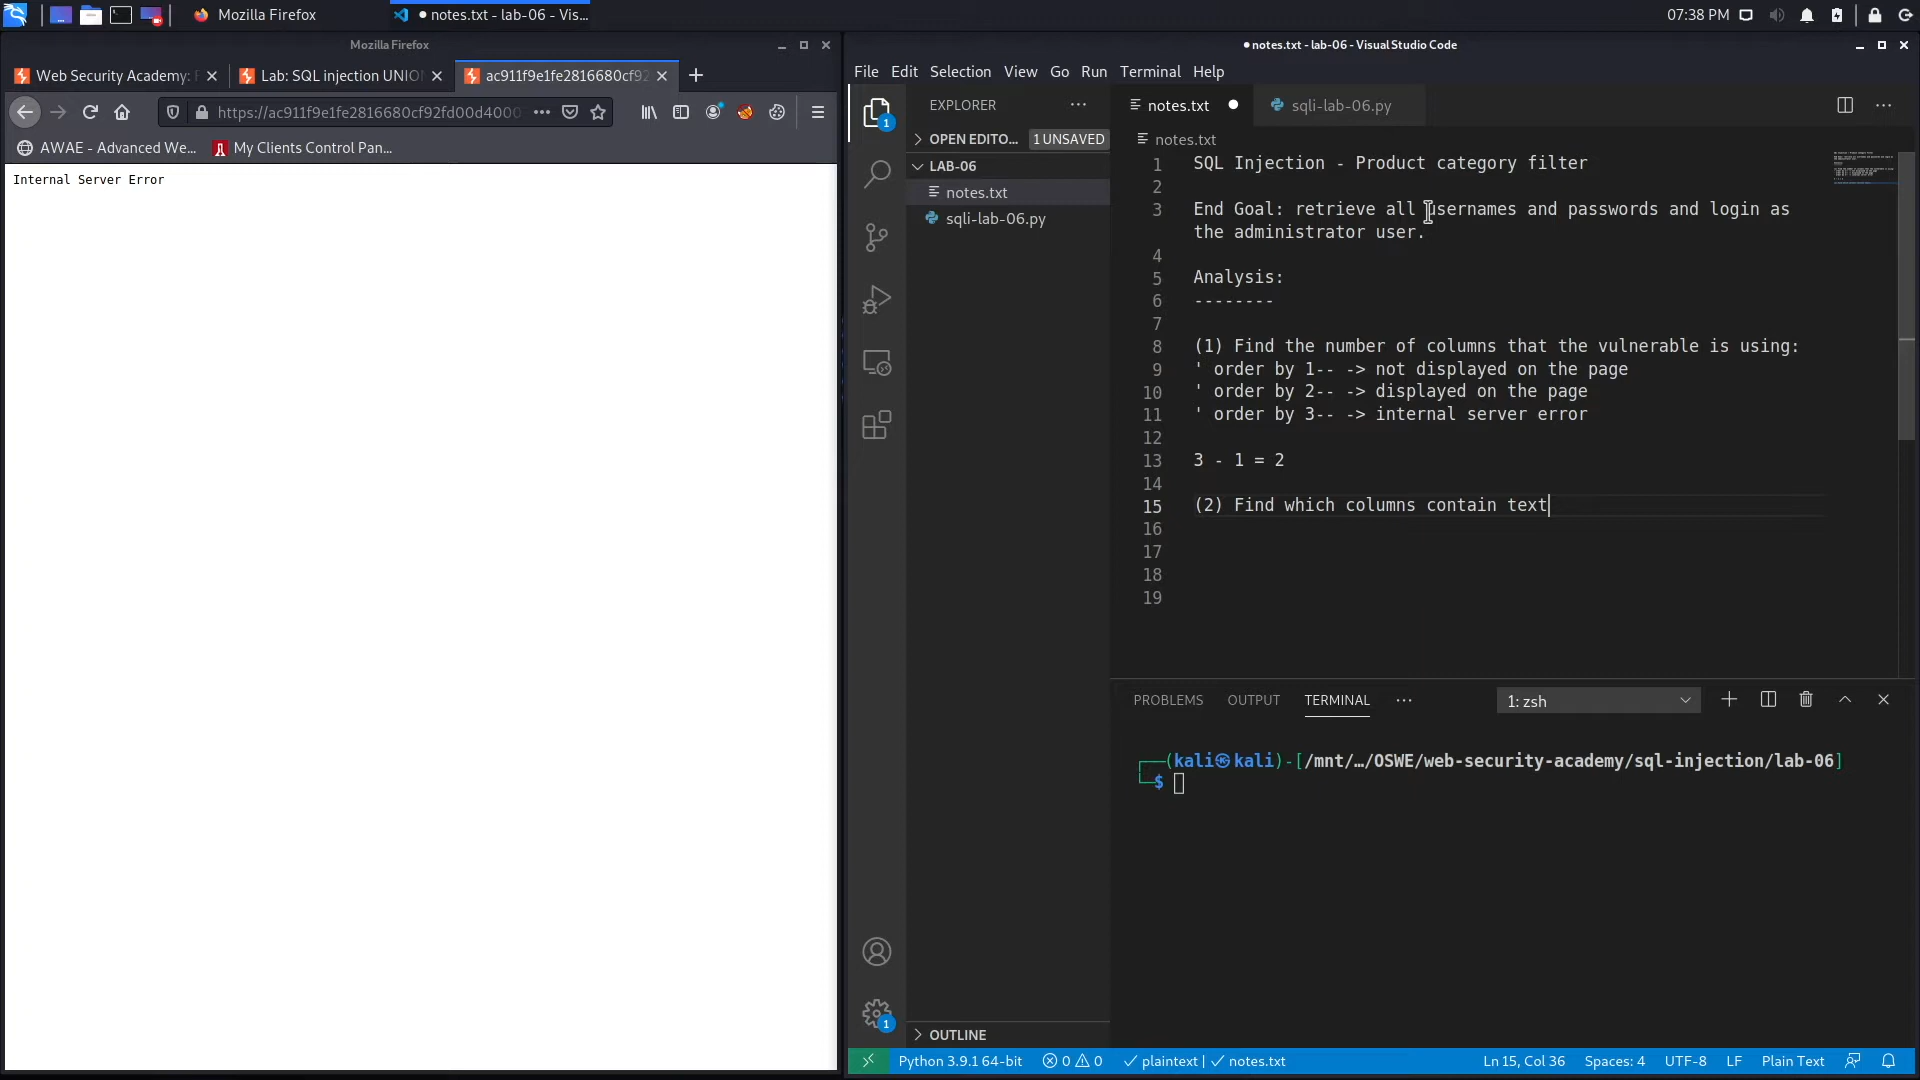 Mozilla Firefox
notes.txt - lab-06 - Vis...
07:38 PM
Mozilla Firefox
Web Security Academy:
Lab: SQL injection UNIO
ac911f9e1fe2816680cf92
https://ac911f9e1fe2816680cf92fd00d4000
AWAE - Advanced We...
My Clients Control Pan...
Internal Server Error
notes.txt - lab-06 - Visual Studio Code
File Edit Selection View Go Run Terminal Help
EXPLORER
OPEN EDITO... 1 UNSAVED
LAB-06
notes.txt
sqli-lab-06.py
OUTLINE
1
1
notes.txt
sqli-lab-06.py
notes.txt
1 SQL Injection - Product category filter
2
3 End Goal: retrieve all usernames and passwords and login as
the administrator user.
4
5 Analysis:
6 --------
7
8 (1) Find the number of columns that the vulnerable is using:
9 ' order by 1-- -> not displayed on the page
10 ' order by 2-- -> displayed on the page
11 ' order by 3-- -> internal server error
12
13 3 - 1 = 2
14
15 (2) Find which columns contain text
16
17
18
19
PROBLEMS OUTPUT TERMINAL ... 1: zsh
(kali㉿kali)-[/mnt/…/OSWE/web-security-academy/sql-injection/lab-06]
$
Python 3.9.1 64-bit 0 0 plaintext | notes.txt Ln 15, Col 36 Spaces: 4 UTF-8 LF Plain Text